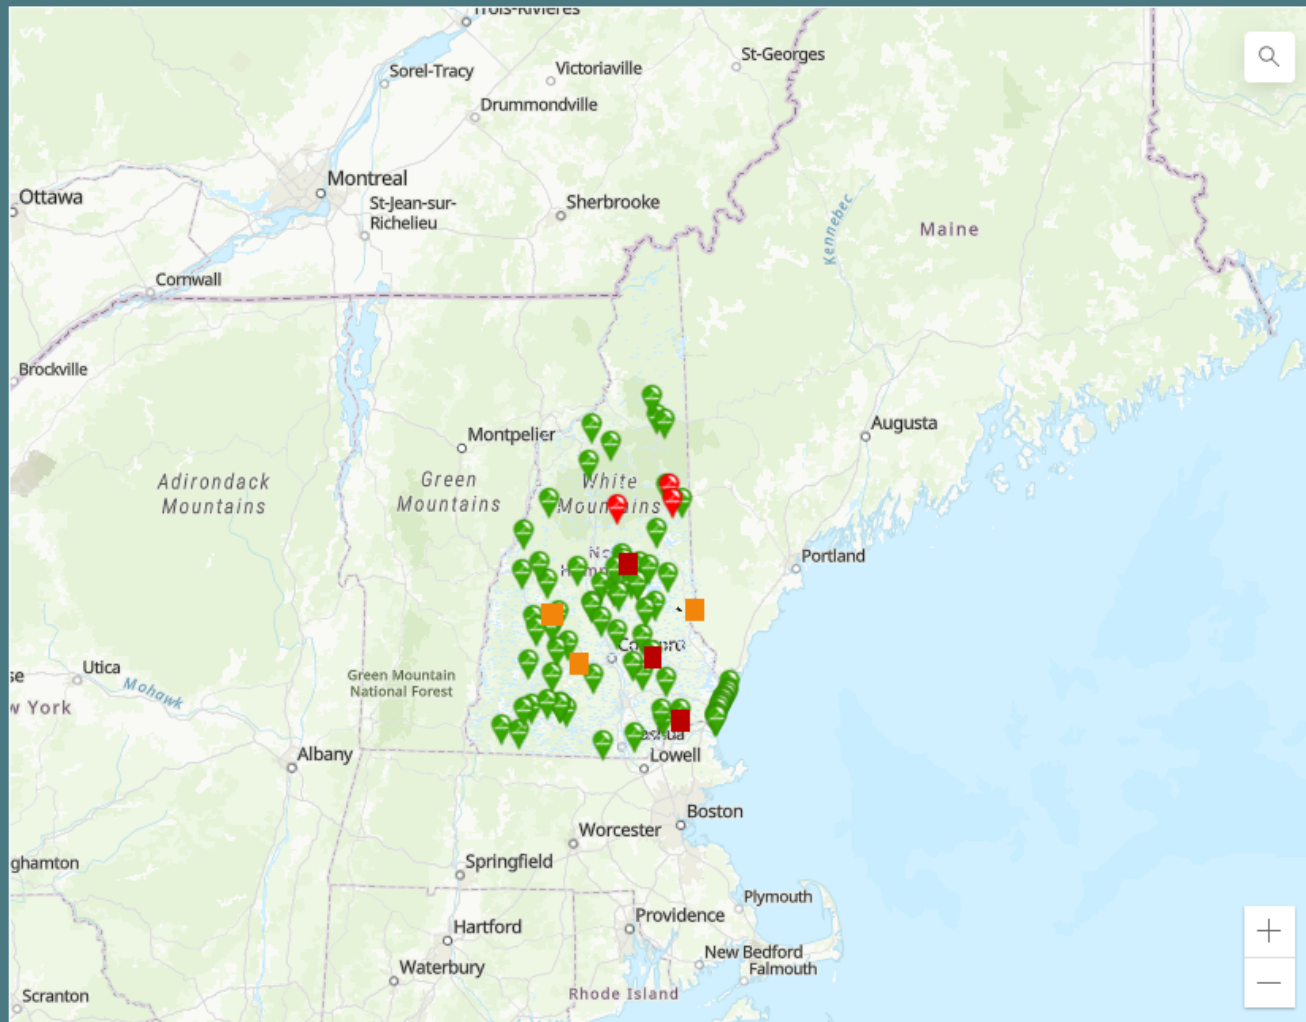 Trois-Rivières
St-Georges
Sorel-Tracy
Victoriaville
Drummondville
Montreal
Ottawa
St-Jean-sur-
Richelieu
Sherbrooke
Kennebec
Maine
Cornwall
Brockville
Augusta
Montpelier
Adirondack
Mountains
Green
Mountains
White
Mountains
Portland
Utica
Green Mountain
National Forest
Mohawk
Albany
Lowell
Boston
Worcester
Springfield
Plymouth
Providence
Hartford
New Bedford
Falmouth
Waterbury
Rhode Island
Scranton
ghamton
se
w York